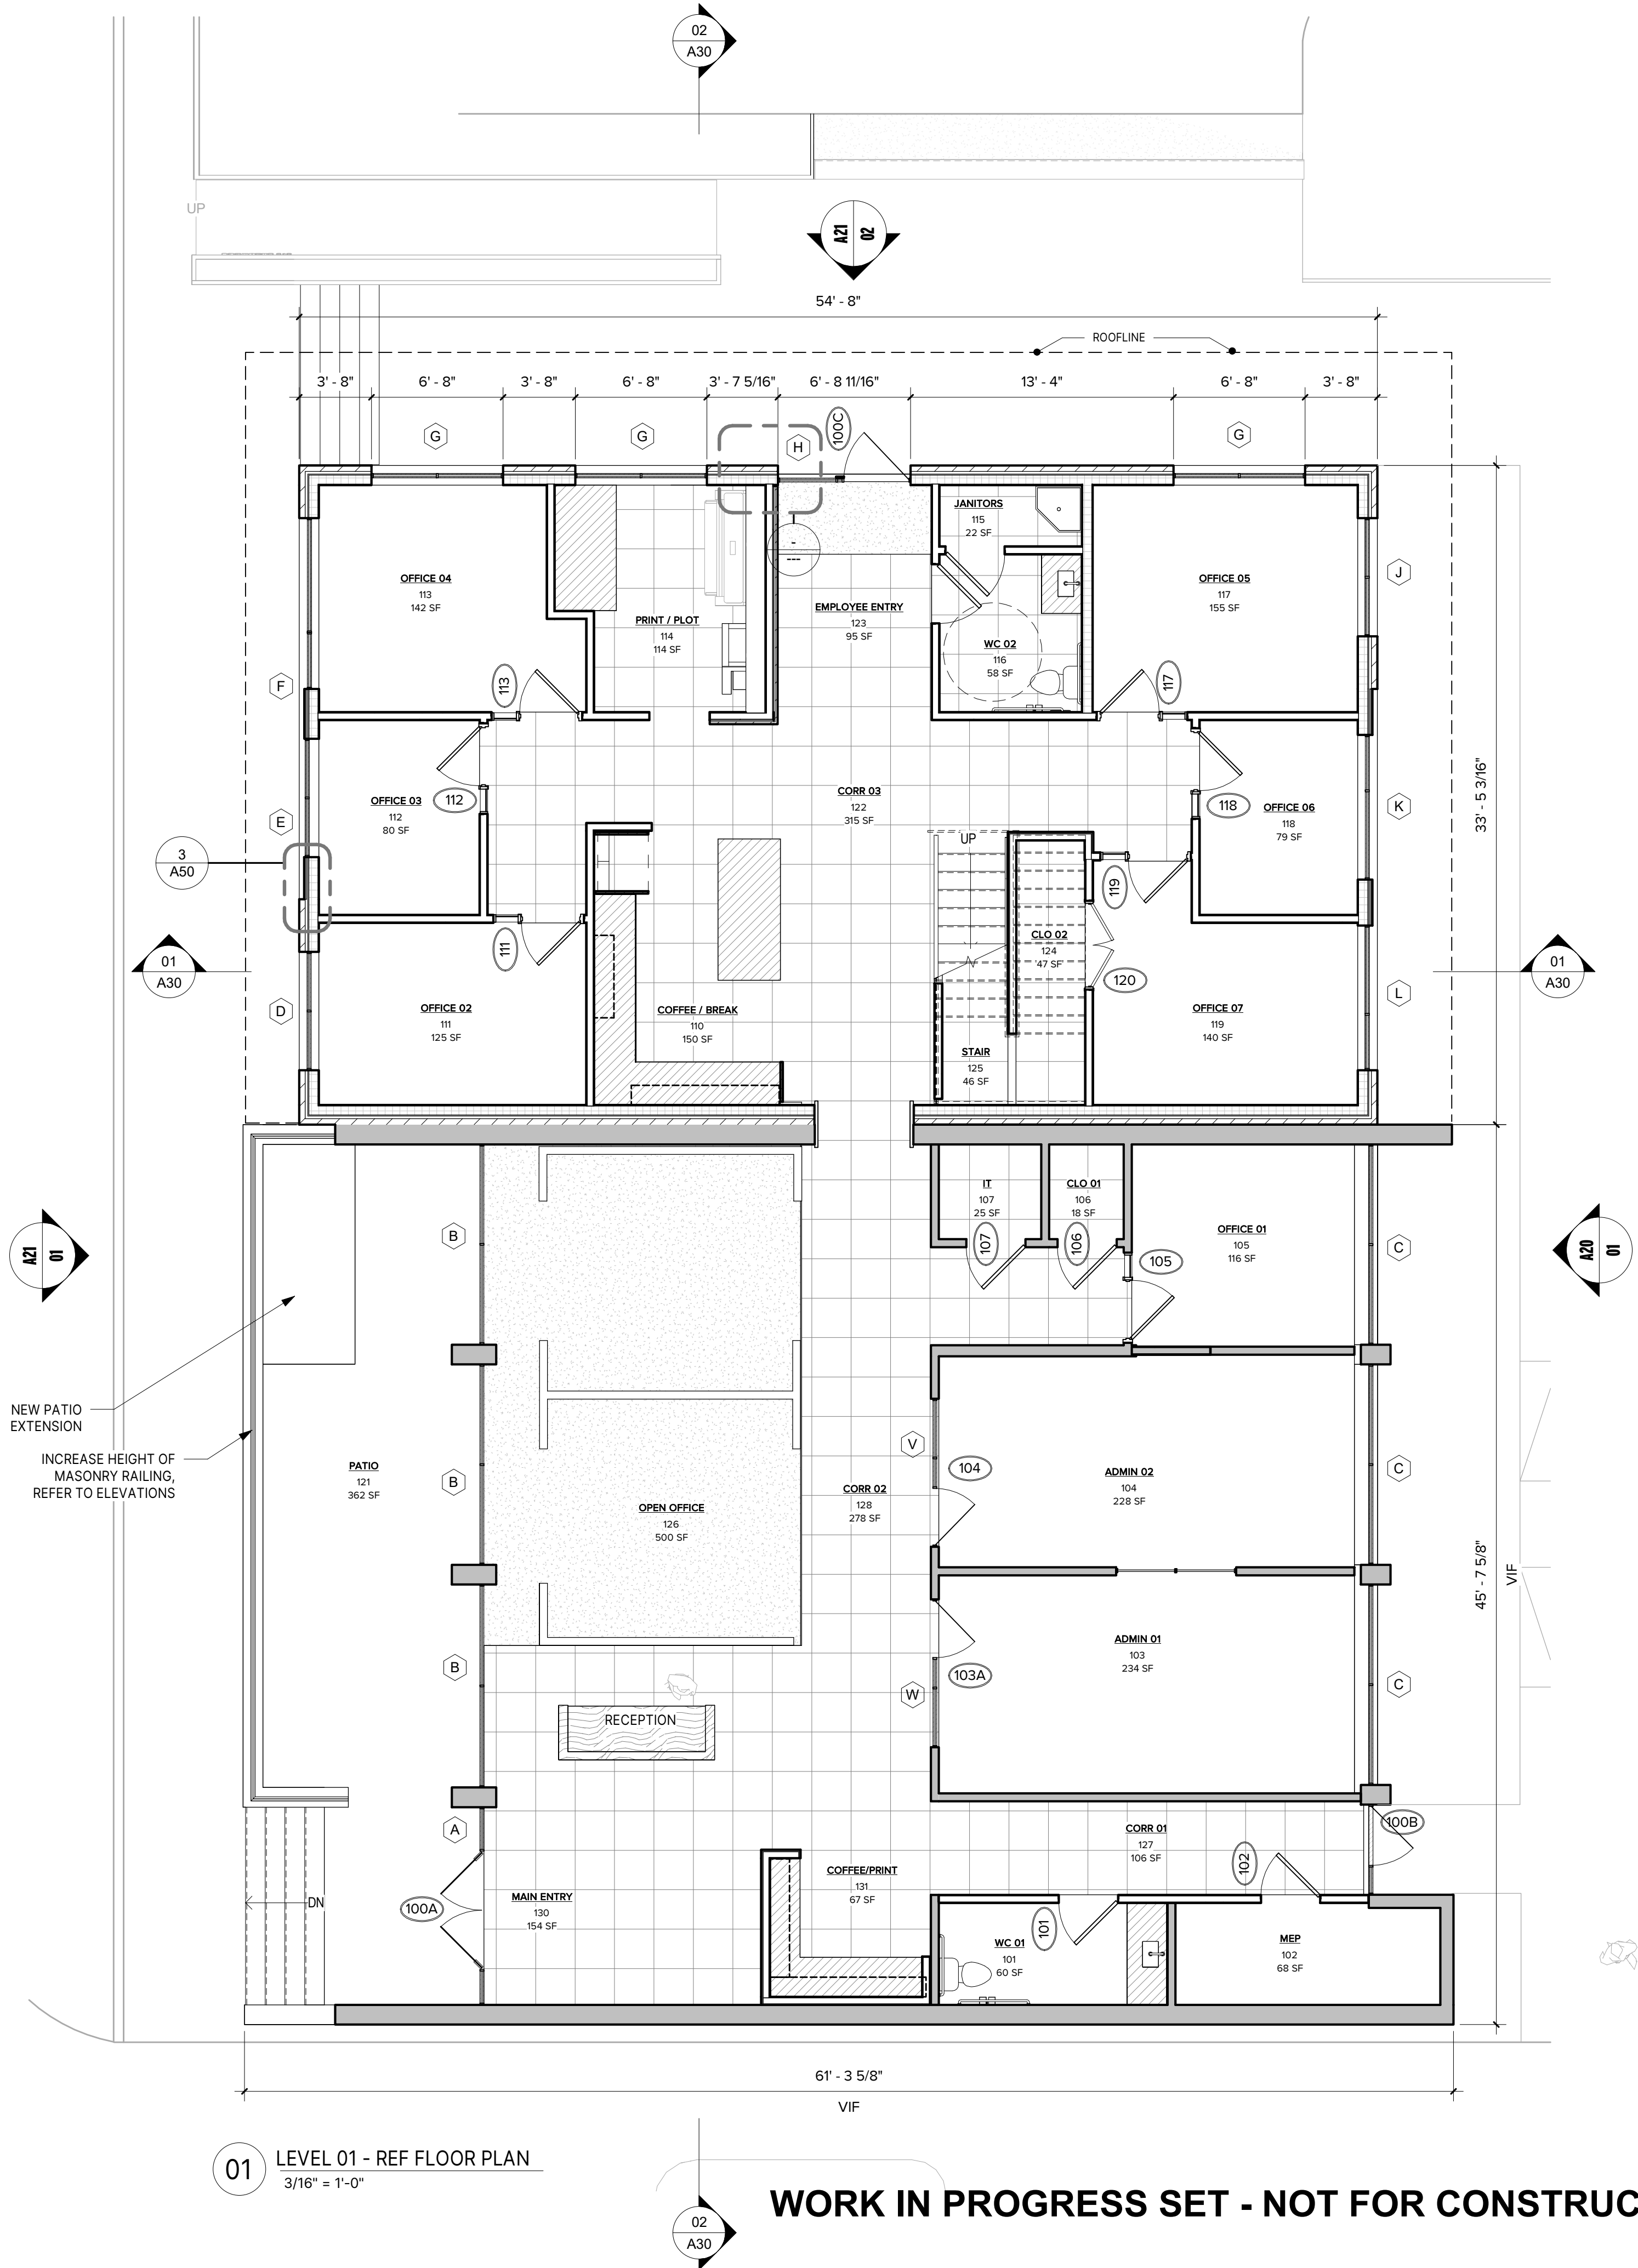 02
A30
UP
A21
02
54' - 8"
ROOFLINE
3' - 8"
6' - 8"
3' - 8"
6' - 8"
3' - 7 5/16"
6' - 8 11/16"
13' - 4"
6' - 8"
3' - 8"
G
G
H
100C
G
JANITORS
115
22 SF
OFFICE 04
113
142 SF
PRINT / PLOT
114
114 SF
EMPLOYEE ENTRY
123
95 SF
WC 02
116
58 SF
OFFICE 05
117
155 SF
J
F
113
117
33' - 5 3/16"
OFFICE 03
112
80 SF
112
CORR 03
122
315 SF
118
OFFICE 06
118
79 SF
K
E
3
A50
UP
119
111
CLO 02
124
47 SF
120
01
A30
01
A30
D
OFFICE 02
111
125 SF
COFFEE / BREAK
110
150 SF
STAIR
125
46 SF
OFFICE 07
119
140 SF
L
IT
107
25 SF
CLO 01
106
18 SF
107
106
105
OFFICE 01
105
116 SF
A21
01
B
C
A20
01
NEW PATIO
EXTENSION
INCREASE HEIGHT OF
MASONRY RAILING,
REFER TO ELEVATIONS
PATIO
121
362 SF
B
OPEN OFFICE
126
500 SF
CORR 02
128
278 SF
V
104
ADMIN 02
104
228 SF
C
45' - 7 5/8"
VIF
B
RECEPTION
W
103A
ADMIN 01
103
234 SF
C
A
100B
CORR 01
127
106 SF
102
COFFEE/PRINT
131
67 SF
DN
100A
MAIN ENTRY
130
154 SF
101
WC 01
101
60 SF
MEP
102
68 SF
61' - 3 5/8"
VIF
01
LEVEL 01 - REF FLOOR PLAN
3/16" = 1'-0"
02
A30
WORK IN PROGRESS SET - NOT FOR CONSTRUC